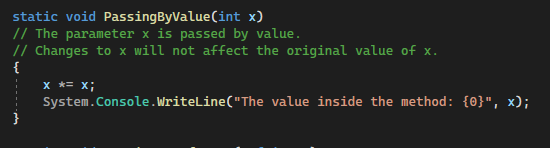 static void PassingByValue(int x)
// The parameter x is passed by value.
// Changes to x will not affect the original value of x.
{
    x *= x;
    System.Console.WriteLine("The value inside the method: {0}", x);
}